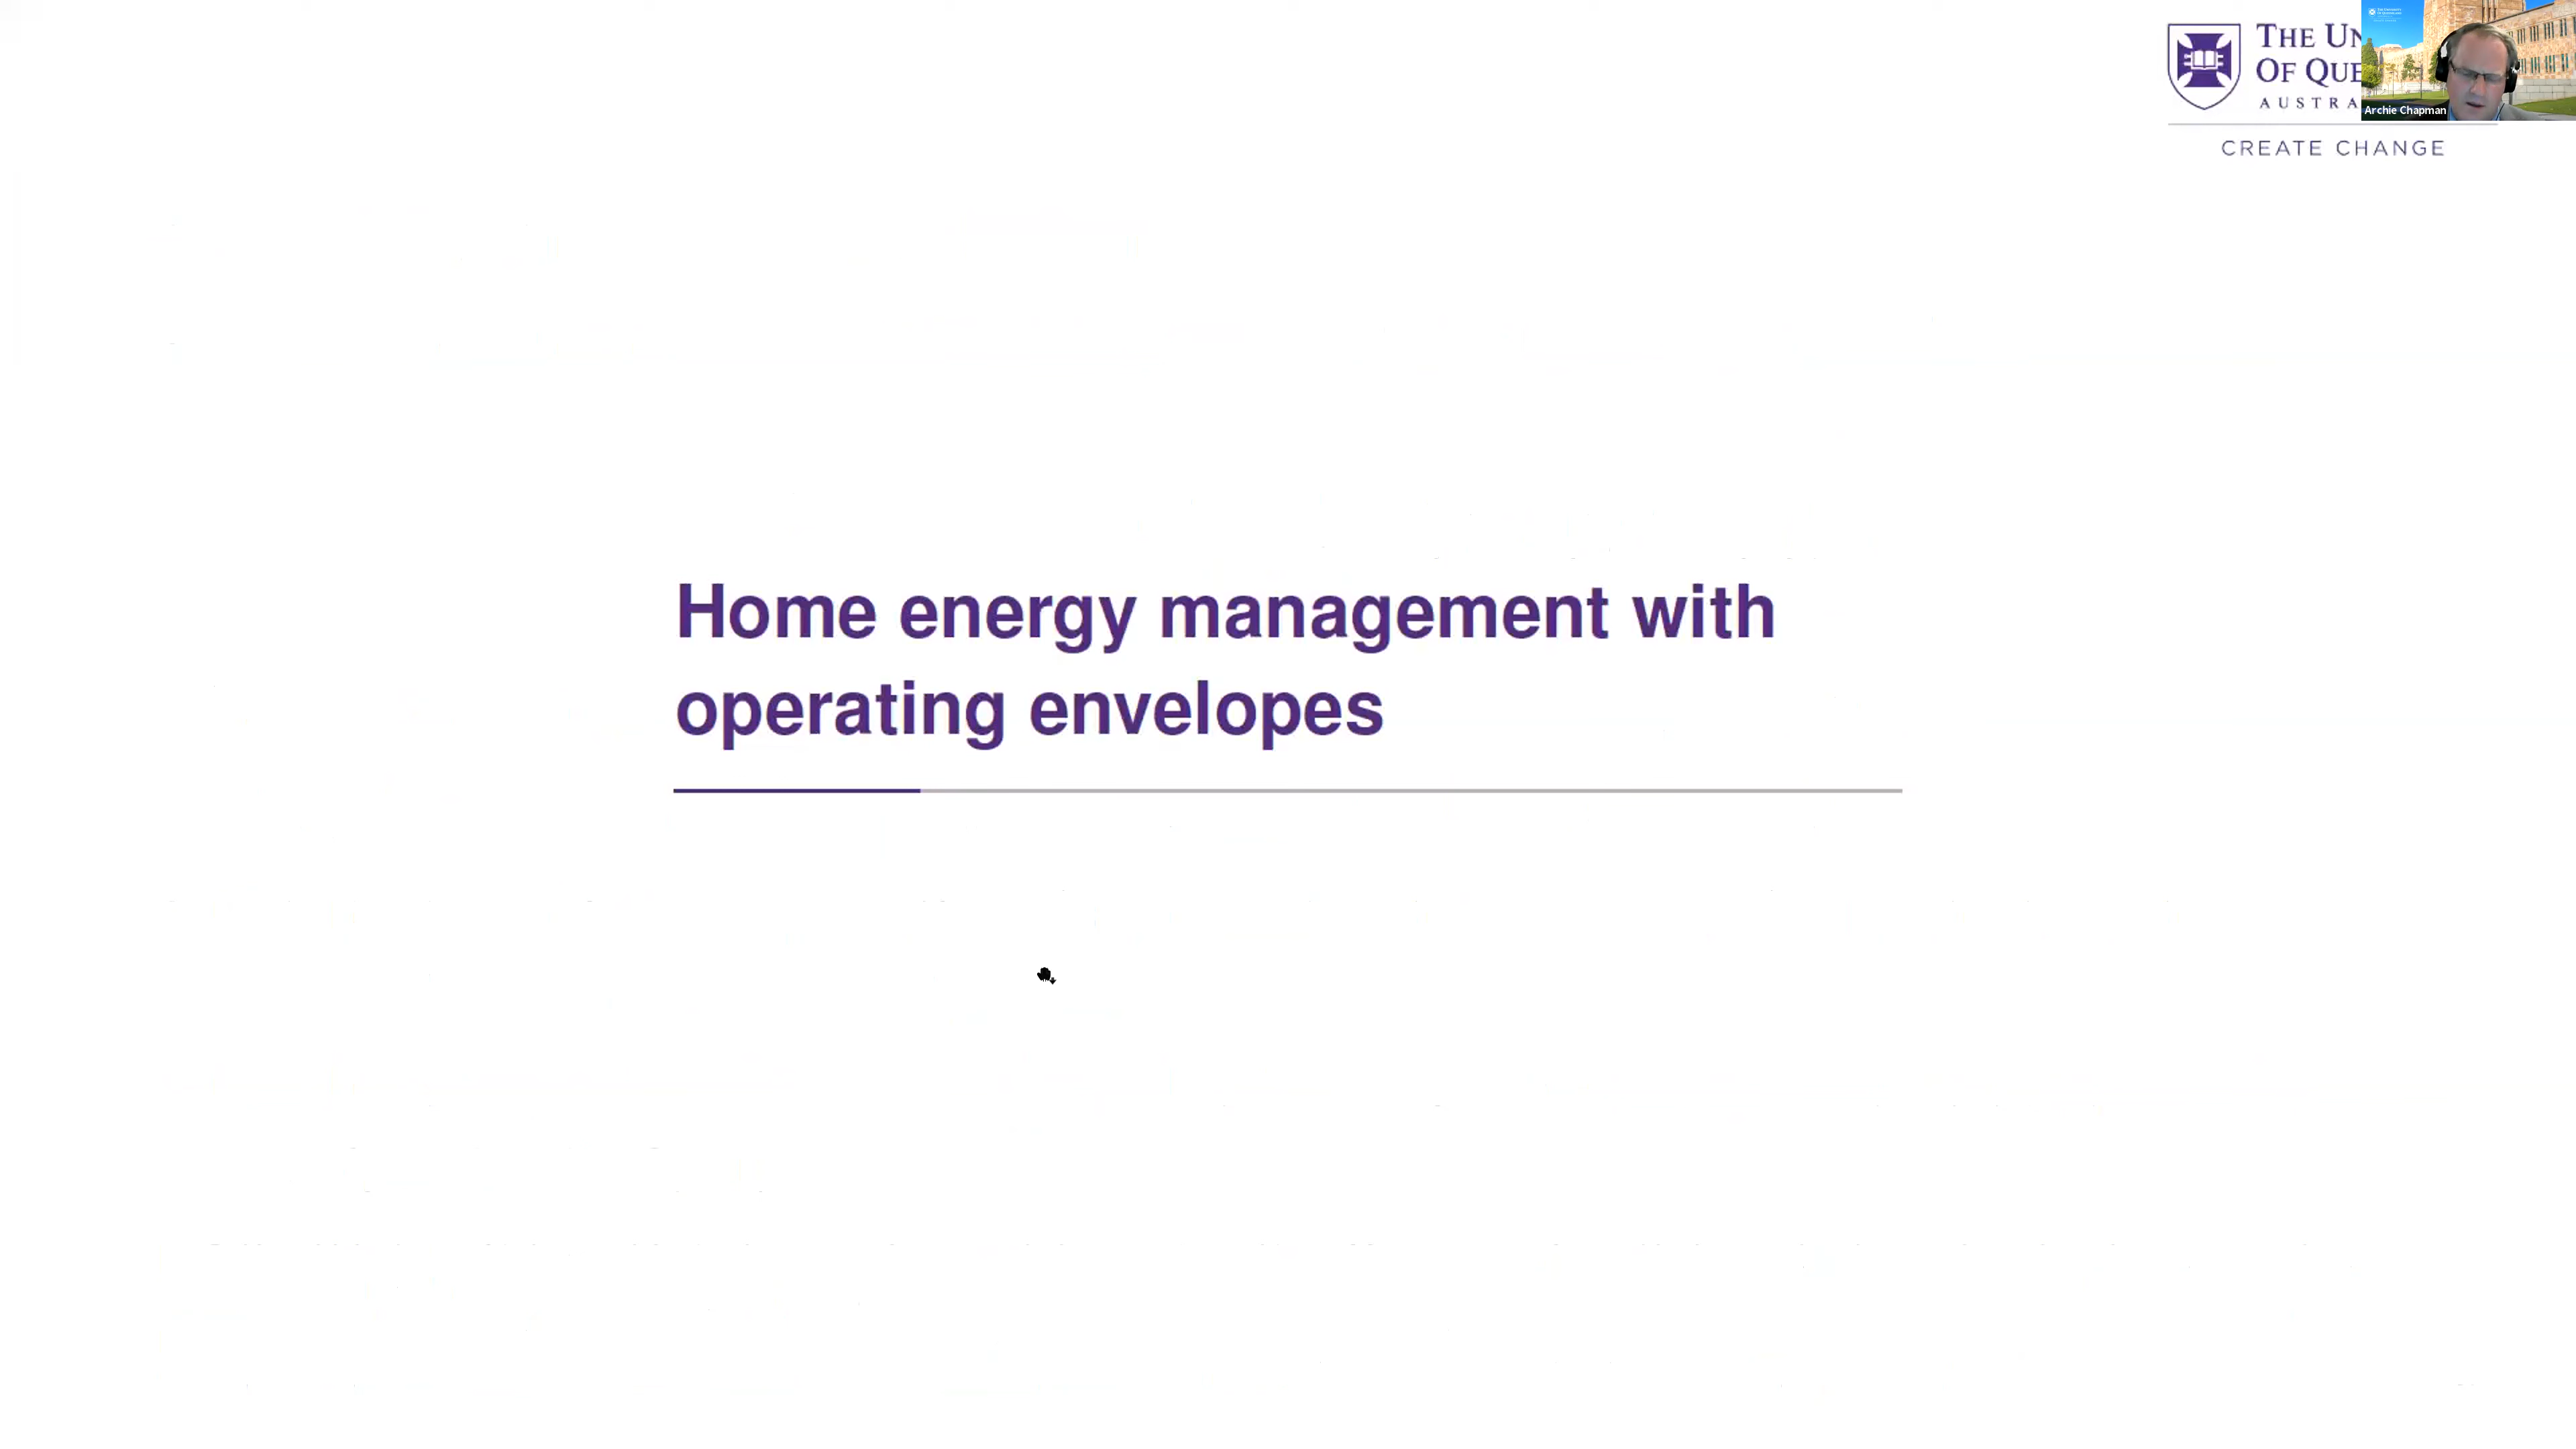 THE UN
OF QUE
AUSTRA
CREATE CHANGE
Archie Chapman
Home energy management with
operating envelopes